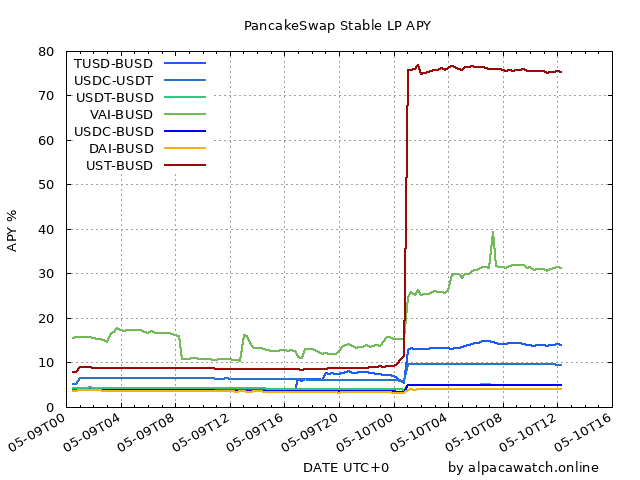 PancakeSwap Stable LP APY
80
70
60
50
40
30
20
10
0
APY %
TUSD-BUSD
USDC-USDT
USDT-BUSD
VAI-BUSD
USDC-BUSD
DAI-BUSD
UST-BUSD
05-09T00
05-09T04
05-09T08
05-09T12
05-09T16
05-09T20
05-10T00
05-10T04
05-10T08
05-10T12
05-10T16
DATE UTC+0
by alpacawatch.online